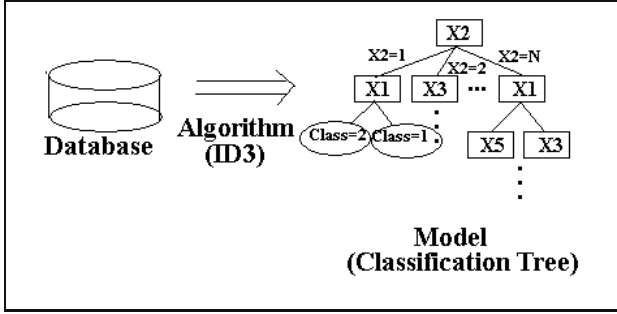 X2
X2=1
X2=2
X2=N
X1
X3
...
X1
Class=2
Class=1
X5
X3
Database
Algorithm
(ID3)
Model
(Classification Tree)